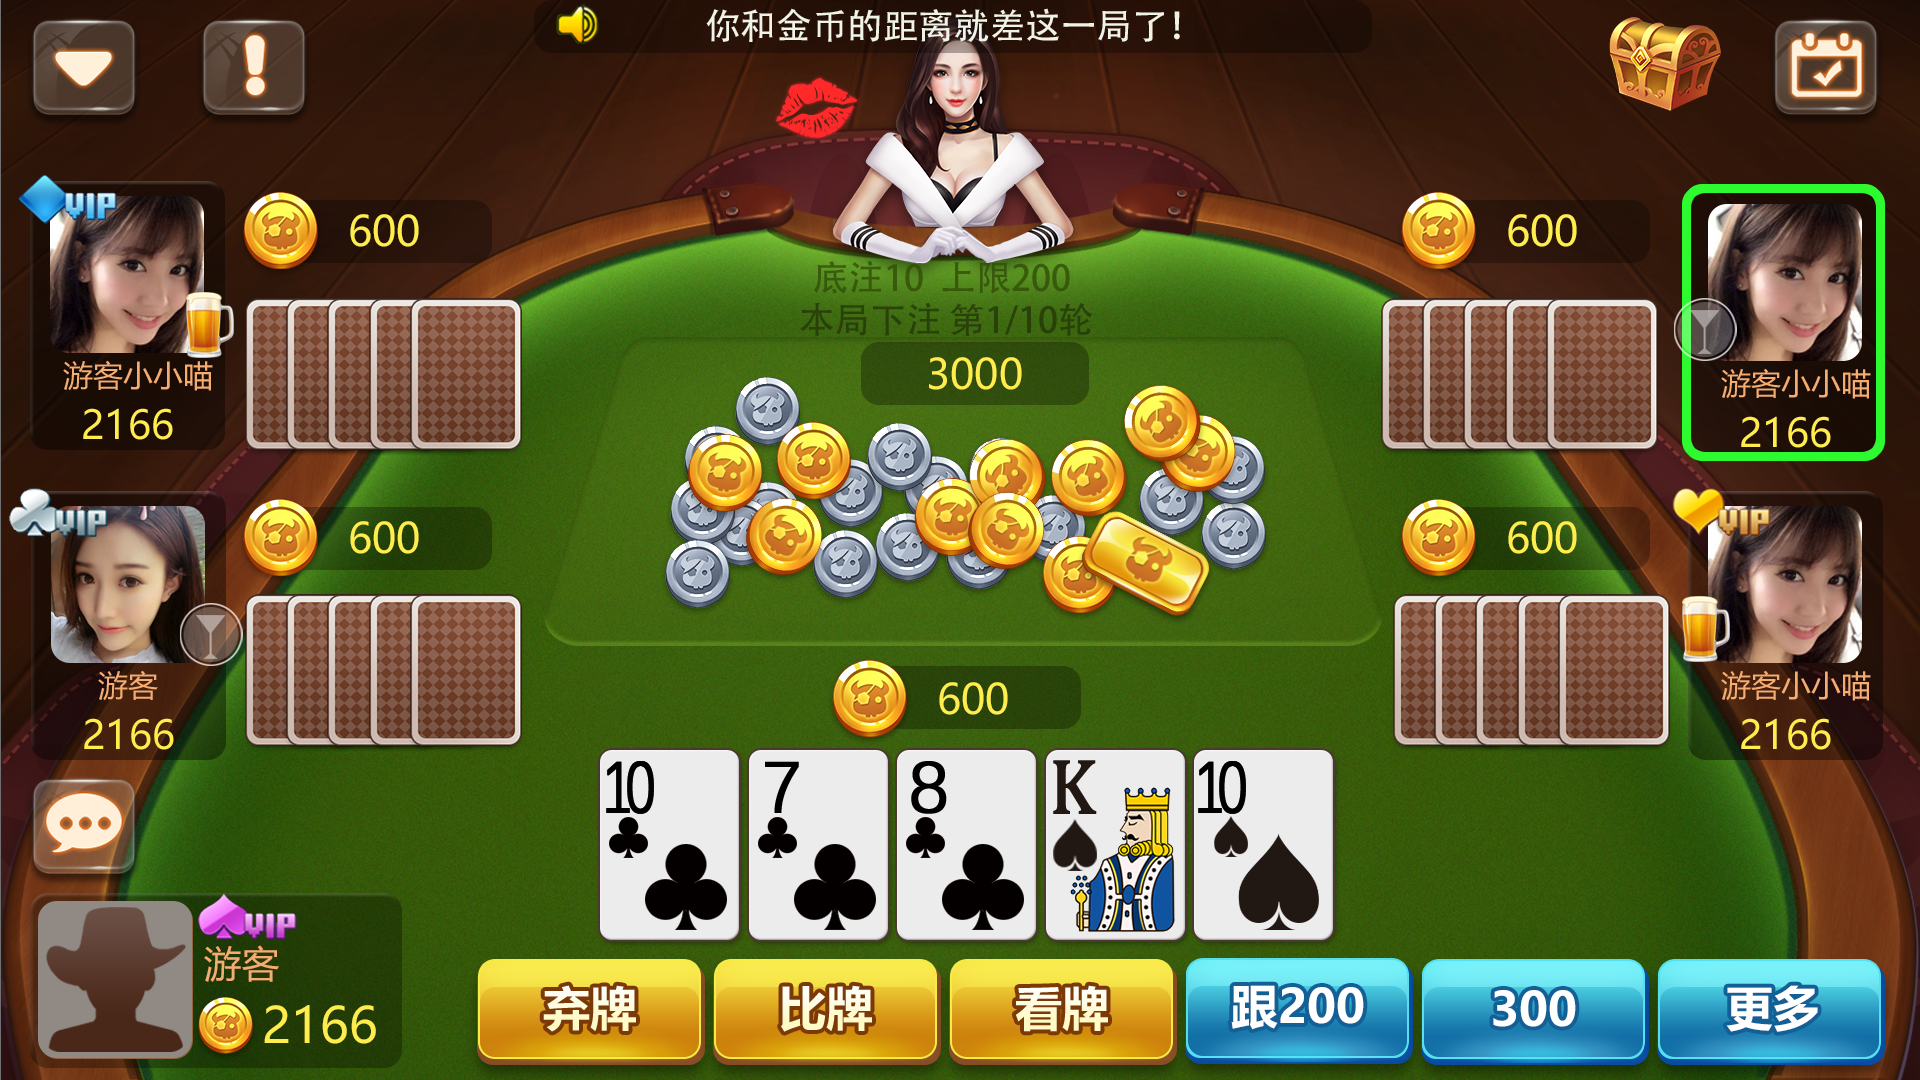 你和金币的距离就差这一局了！
VIP
600
游客小小喵
2166
600
游客小小喵
2166
底注10 上限200
本局下注 第1/10轮
3000
VIP
600
游客
2166
600
VIP
游客小小喵
2166
600
10
7
8
K
10
VIP
游客
2166
弃牌
比牌
看牌
跟200
300
更多